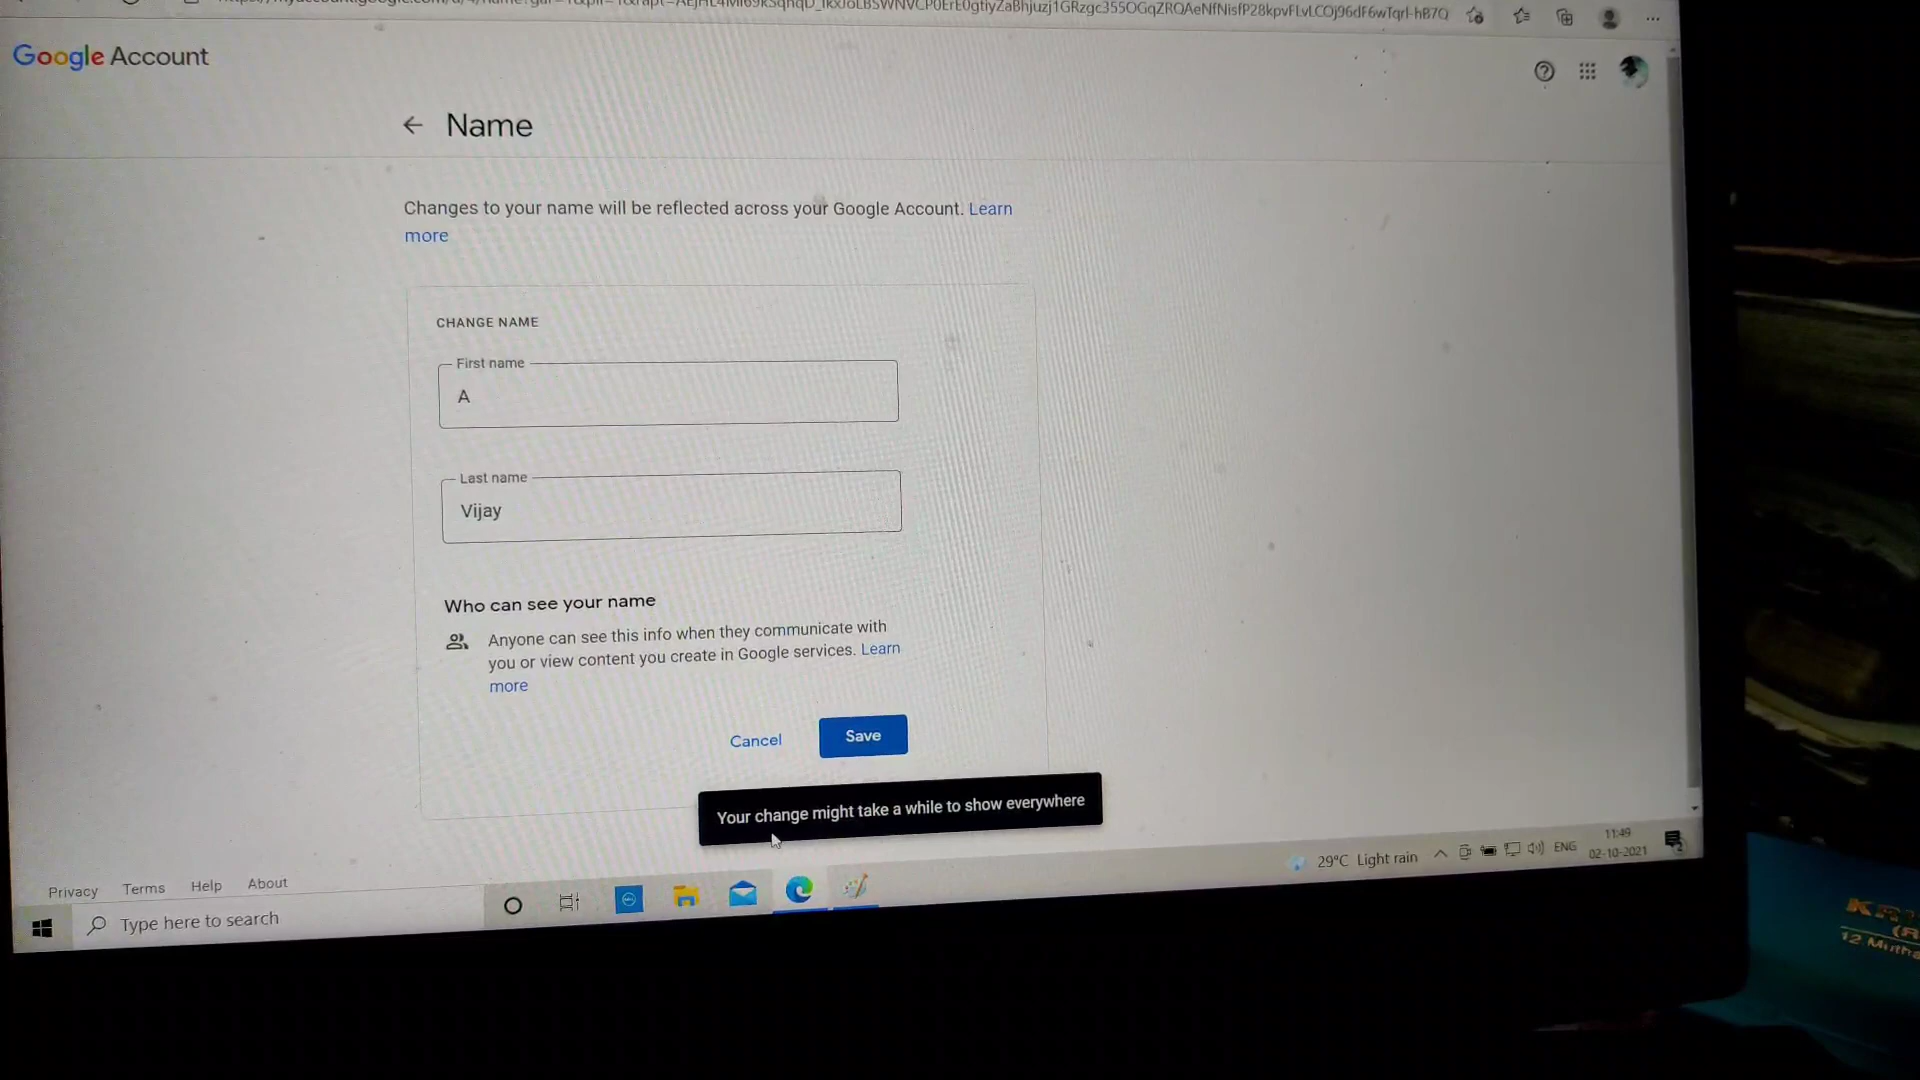 Google Account
Name
Changes to your name will be reflected across your Google Account. Learn
more
CHANGE NAME
First name
A
Last name
Vijay
Who can see your name
Anyone can see this info when they communicate with
you or view content you create in Google services. Learn
more
Cancel
Save
Your change might take a while to show everywhere
Privacy
Terms
Help
About
Type here to search
29°C Light rain
ENG
11:49
02-10-2021